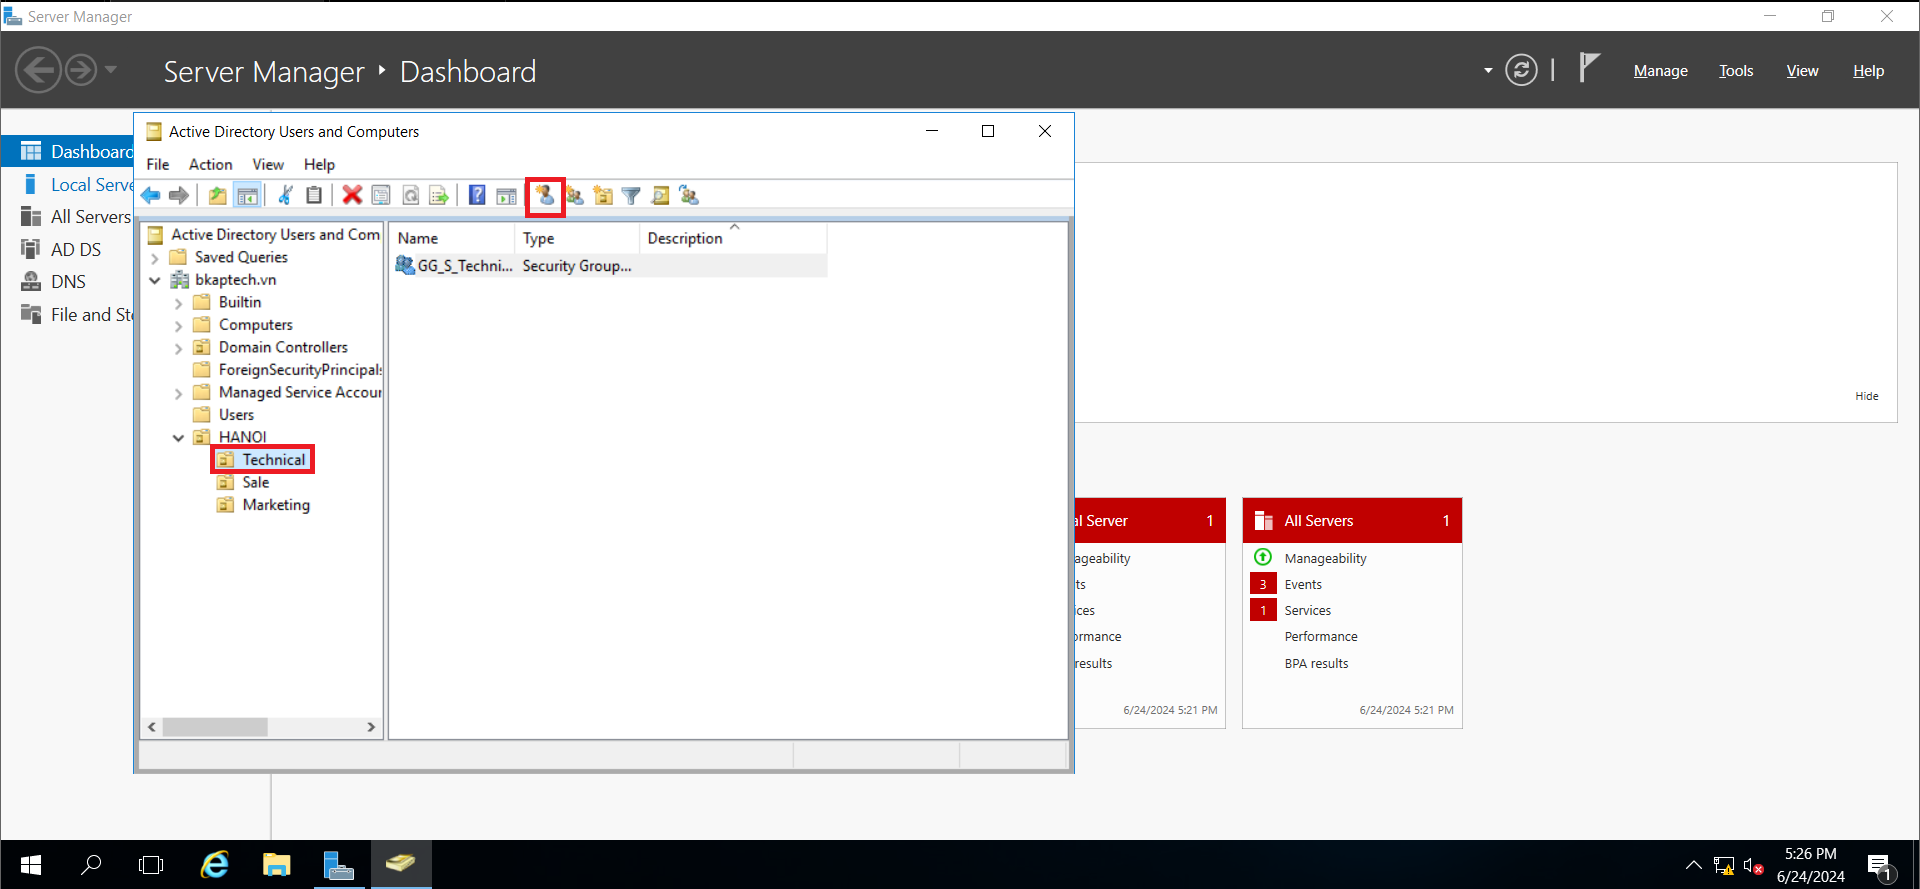 Server Manager
Server Manager Dashboard
Manage Tools View Help
Active Directory Users and Computers
Dashboard
Local Serve
All Servers
AD DS
DNS
File and Sto
File Action View Help
Active Directory Users and Com
Saved Queries
bkaptech.vn
Builtin
Computers
Domain Controllers
ForeignSecurityPrincipals
Managed Service Accour
Users
HANOI
Technical
Sale
Marketing
Name Type Description
GG_S_Techni... Security Group...
Hide
al Server 1
ageability
ts
ices
ormance
results
6/24/2024 5:21 PM
All Servers 1
Manageability
3 Events
1 Services
Performance
BPA results
6/24/2024 5:21 PM
5:26 PM
6/24/2024
1